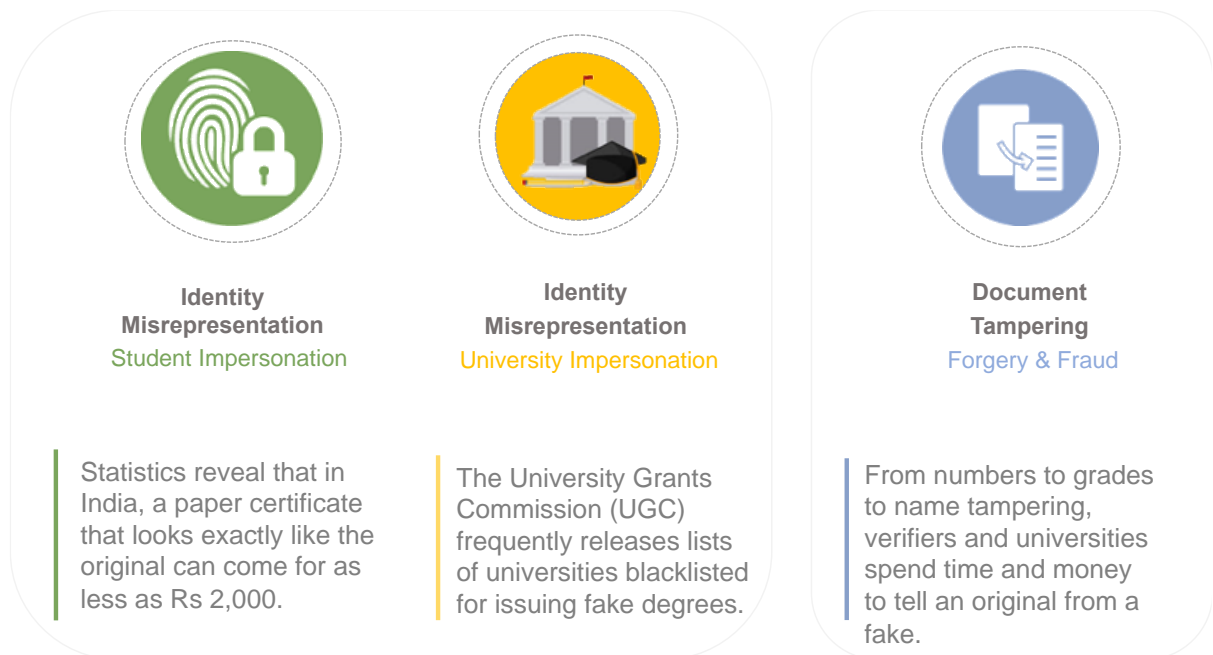 Identity
Misrepresentation
Student Impersonation
Statistics reveal that in
India, a paper certificate
that looks exactly like the
original can come for as
less as Rs 2,000.
Identity
Misrepresentation
University Impersonation
The University Grants
Commission (UGC)
frequently releases lists
of universities blacklisted
for issuing fake degrees.
Document
Tampering
Forgery & Fraud
From numbers to grades
to name tampering,
verifiers and universities
spend time and money
to tell an original from a
fake.